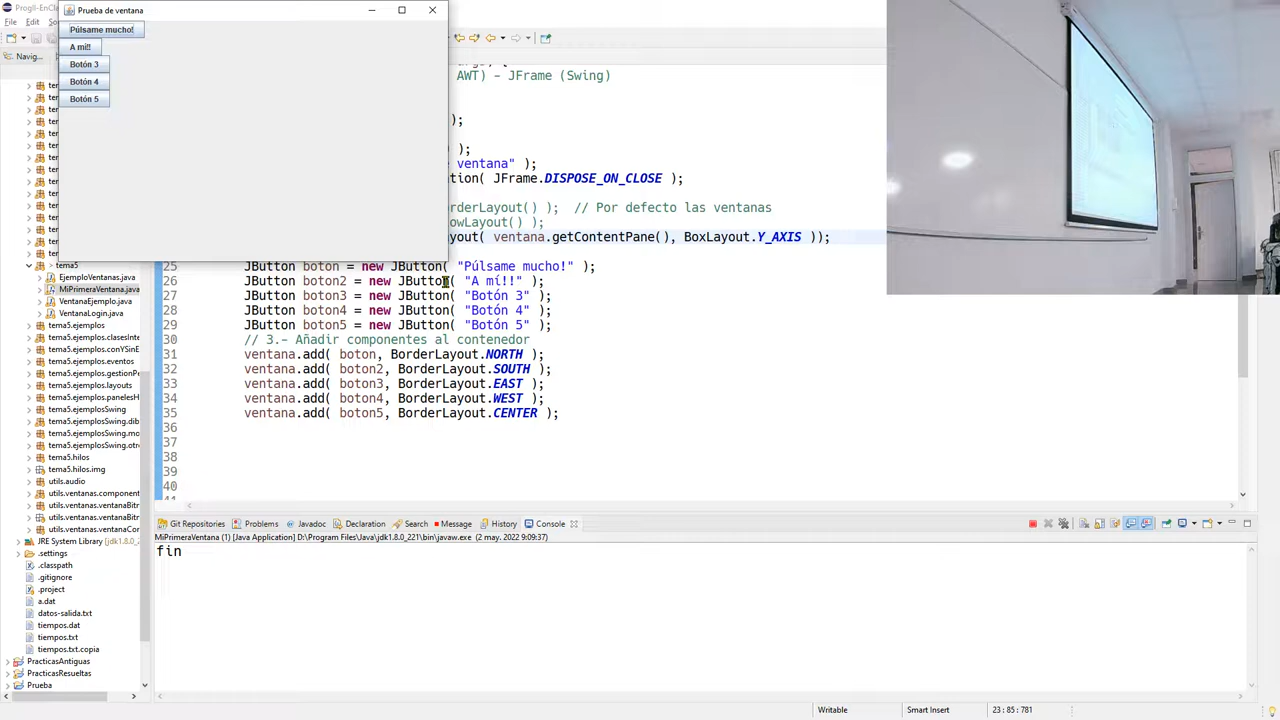 Prueba de ventana
Púlsame mucho!
A mí!!
Botón 3
Botón 4
Botón 5
ProgII-EnCla
File
Edit
Navig...
AWT) - JFrame (Swing)
);
);
ventana" );
tion( JFrame.DISPOSE_ON_CLOSE );
rderLayout() );  // Por defecto las ventanas
owLayout() );
yout( ventana.getContentPane(), BoxLayout.Y_AXIS ));
25 JButton boton = new JButton( "Púlsame mucho!" );
26 JButton boton2 = new JButton( "A mí!!" );
27 JButton boton3 = new JButton( "Botón 3" );
28 JButton boton4 = new JButton( "Botón 4" );
29 JButton boton5 = new JButton( "Botón 5" );
30 // 3.- Añadir componentes al contenedor
31 ventana.add( boton, BorderLayout.NORTH );
32 ventana.add( boton2, BorderLayout.SOUTH );
33 ventana.add( boton3, BorderLayout.EAST );
34 ventana.add( boton4, BorderLayout.WEST );
35 ventana.add( boton5, BorderLayout.CENTER );
36
37
38
39
40
tema5
EjemploVentanas.java
MiPrimeraVentana.java
VentanaEjemplo.java
VentanaLogin.java
tema5.ejemplos
tema5.ejemplos.clasesInter
tema5.ejemplos.conYSinE
tema5.ejemplos.eventos
tema5.ejemplos.gestionPe
tema5.ejemplos.layouts
tema5.ejemplos.panelesH
tema5.ejemplosSwing
tema5.ejemplosSwing.dib
tema5.ejemplosSwing.mo
tema5.ejemplosSwing.otro
tema5.hilos
tema5.hilos.img
utils.audio
utils.ventanas.component
utils.ventanas.ventanaBitm
utils.ventanas.ventanaBitm
utils.ventanas.ventanaCon
JRE System Library [jdk1.8.0_2
.settings
.classpath
.gitignore
.project
a.dat
datos-salida.txt
tiempos.dat
tiempos.txt
tiempos.txt.copia
PracticasAntiguas
PracticasResueltas
Prueba
Git Repositories
Problems
Javadoc
Declaration
Search
Message
History
Console
MiPrimeraVentana (1) [Java Application] D:\Program Files\Java\jdk1.8.0_221\bin\javaw.exe (2 may. 2022 9:09:37)
fin
Writable
Smart Insert
23 : 85 : 781